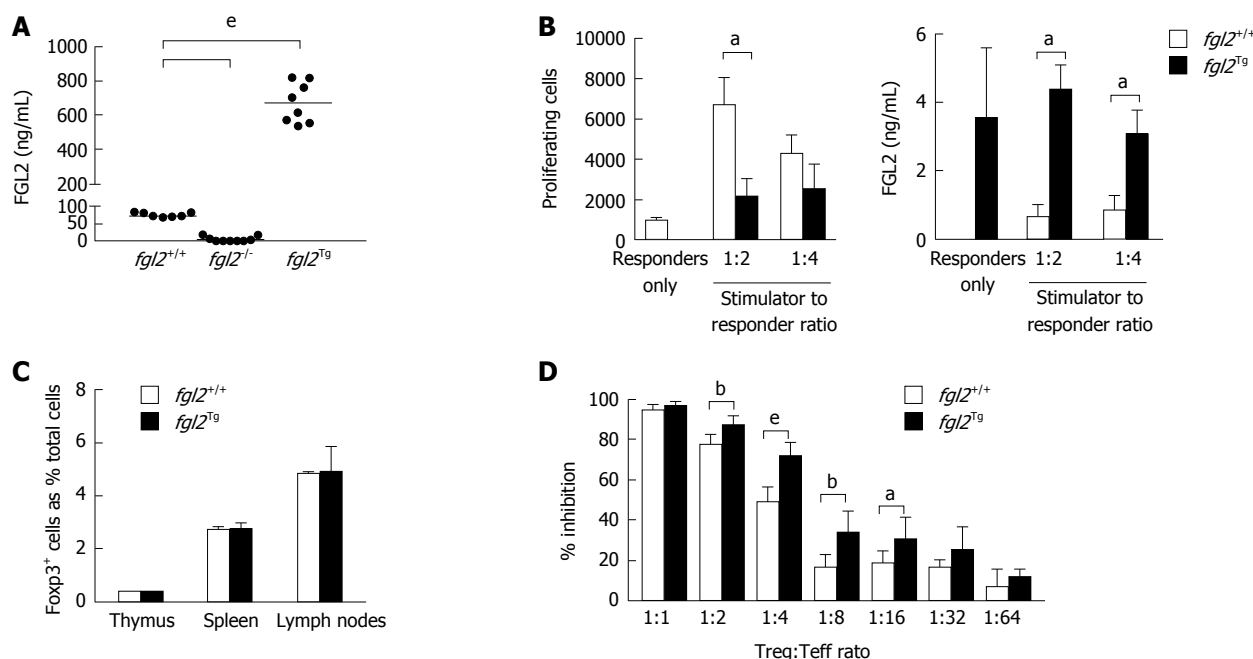 A
e
FGL2 (ng/mL)
1000
800
600
400
200
100
50
0
fgl2+/+ fgl2-/- fgl2Tg
B
Proliferating cells
10000
8000
6000
4000
2000
0
a
Responders only
1:2 1:4
Stimulator to
responder ratio
FGL2 (ng/mL)
6
4
2
0
a
a
Responders only
1:2 1:4
Stimulator to
responder ratio
fgl2+/+
fgl2Tg
C
Foxp3+ cells as % total cells
8
6
4
2
0
fgl2+/+
fgl2Tg
Thymus Spleen Lymph nodes
D
% inhibition
100
80
60
40
20
0
b
e
b
a
fgl2+/+
fgl2Tg
1:1 1:2 1:4 1:8 1:16 1:32 1:64
Treg:Teff rato